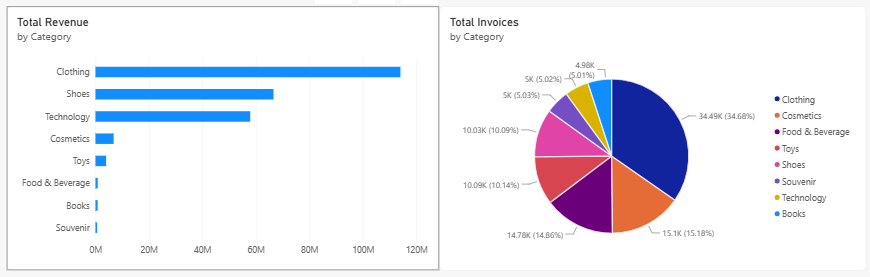 Total Revenue
by Category
Clothing
Shoes
Technology
Cosmetics
Toys
Food & Beverage
Books
Souvenir
0M 20M 40M 60M 80M 100M 120M
Total Invoices
by Category
34.49K (34.68%)
15.1K (15.18%)
14.78K (14.86%)
10.09K (10.14%)
10.03K (10.09%)
5K (5.03%)
5K (5.02%)
4.98K
(5.01%)
Clothing
Cosmetics
Food & Beverage
Toys
Shoes
Souvenir
Technology
Books